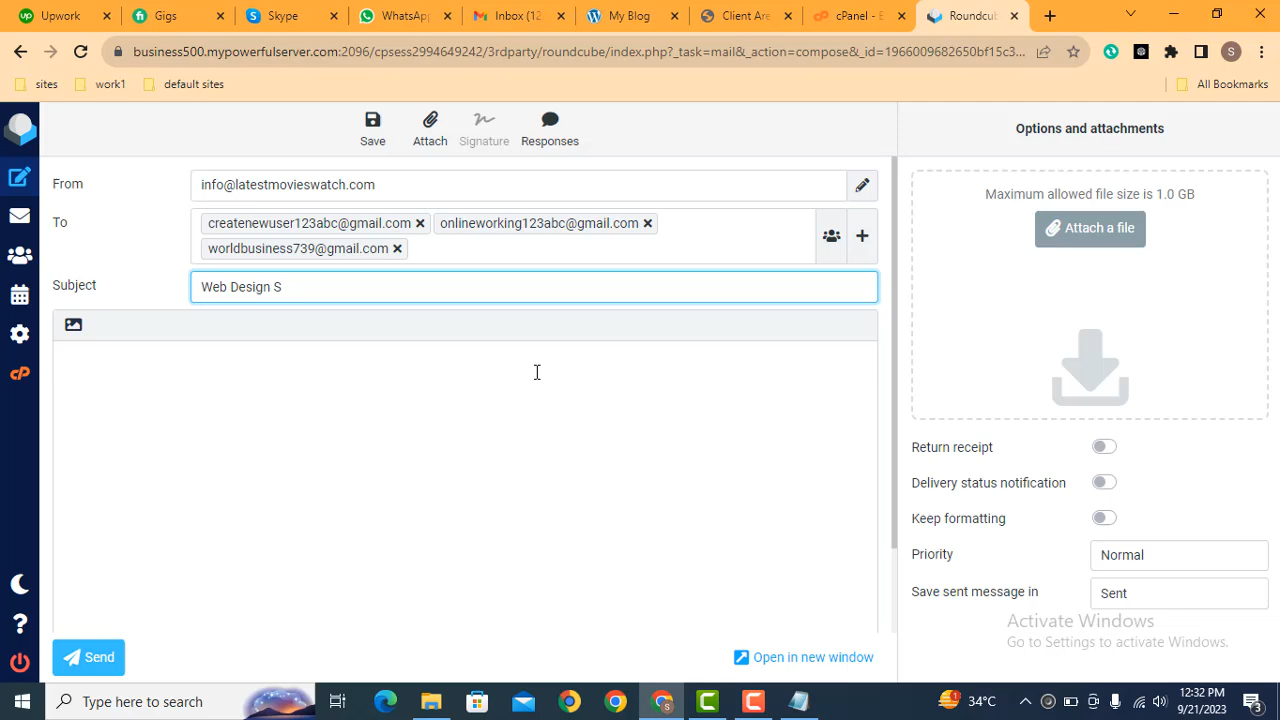 Upwork
Gigs
Skype
WhatsApp
Inbox (12
My Blog
Client Are
cPanel - E
Roundcub
business500.mypowerfulserver.com:2096/cpsess2994649242/3rdparty/roundcube/index.php?_task=mail&_action=compose&_id=1966009682650bf15c3...
S
sites
work1
default sites
All Bookmarks
Save
Attach
Signature
Responses
Options and attachments
From
info@latestmovieswatch.com
To
createnewuser123abc@gmail.com
onlineworking123abc@gmail.com
worldbusiness739@gmail.com
Subject
Web Design S
Maximum allowed file size is 1.0 GB
Attach a file
Return receipt
Delivery status notification
Keep formatting
Priority
Normal
Save sent message in
Sent
Activate Windows
Go to Settings to activate Windows.
Send
Open in new window
Type here to search
34°C
12:32 PM
9/21/2023
3